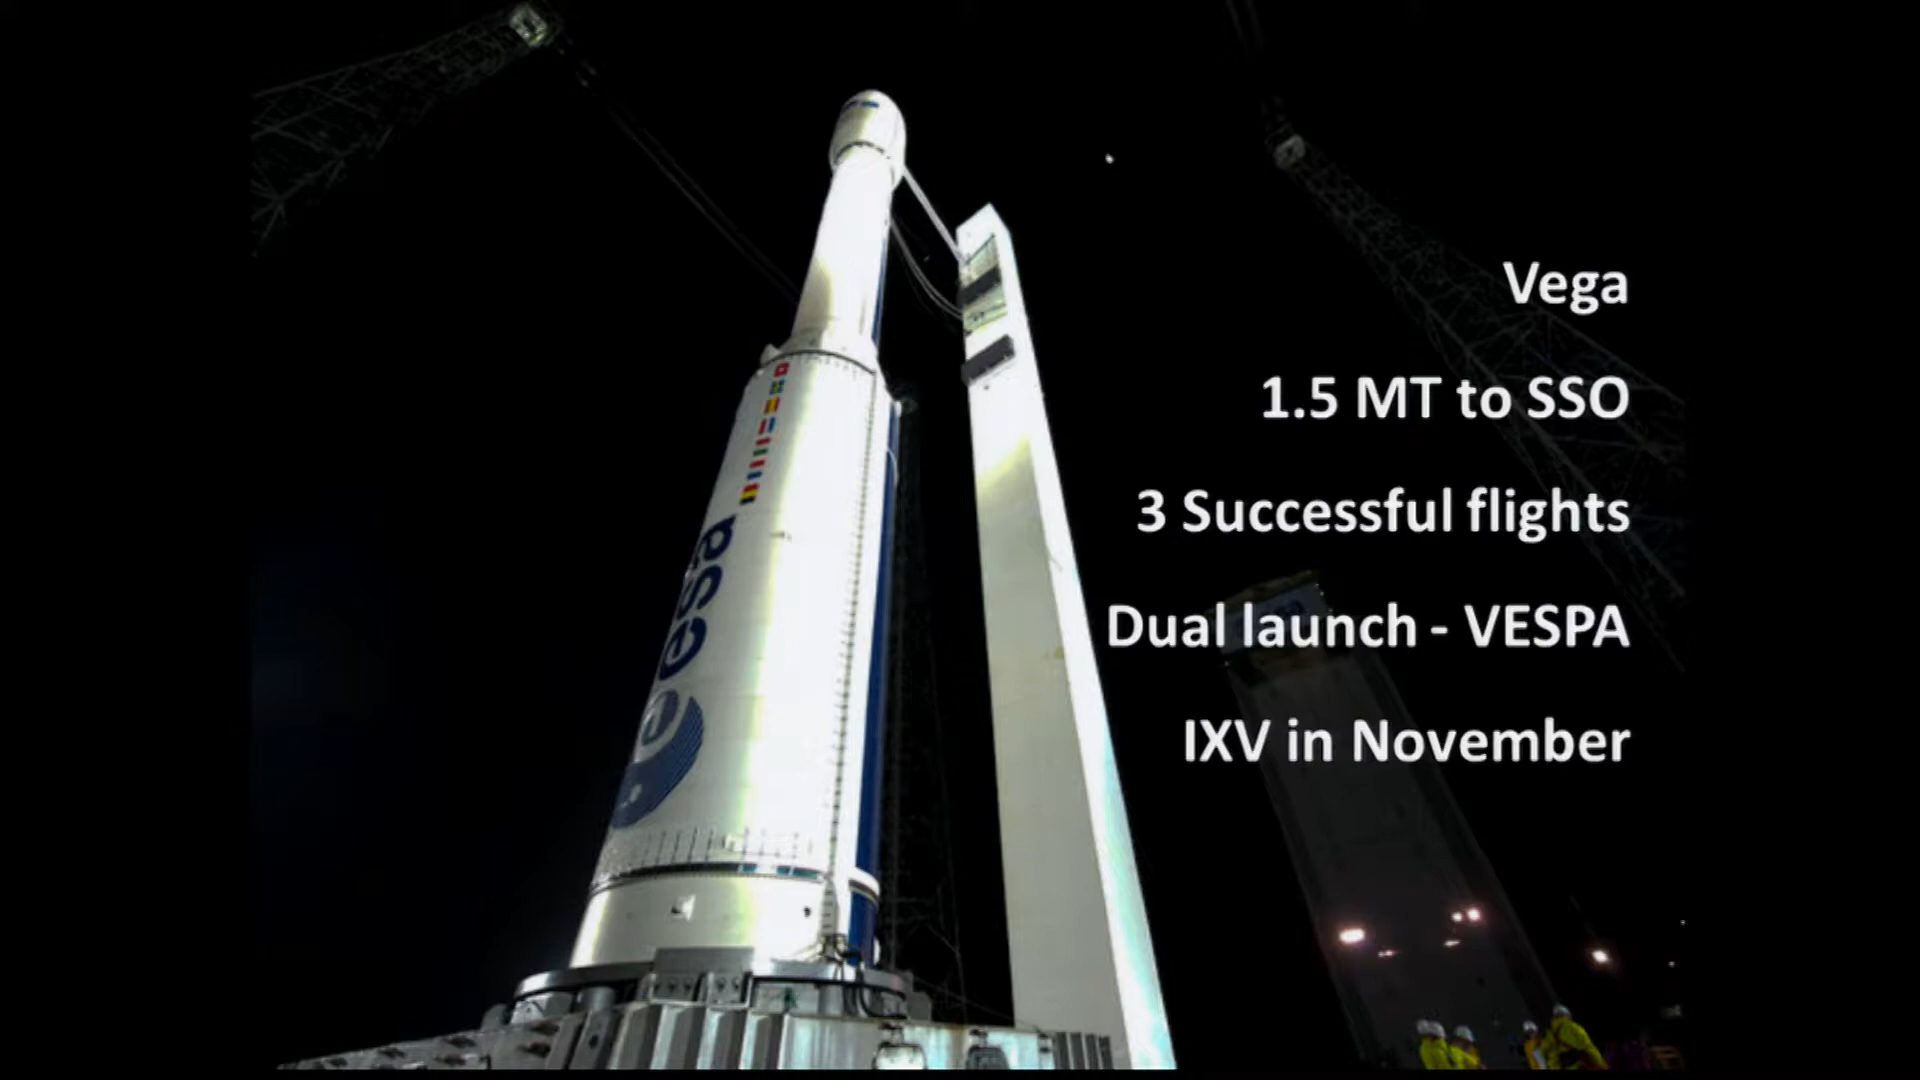 Vega
1.5 MT to SSO
3 Successful flights
Dual launch - VESPA
IXV in November
esa